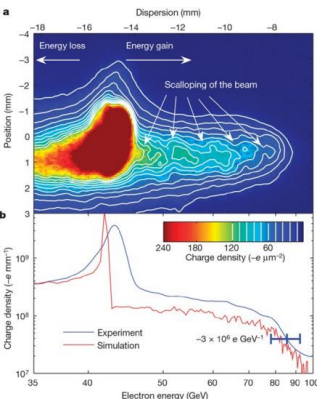 a
Dispersion (mm)
−18 −16 −14 −12 −10 −8
Energy loss Energy gain
Scalloping of the beam
Position (mm)
−4
−3
−2
−1
0
1
2
3
b
240 180 120 60
Charge density (−e μm⁻²)
Charge density (−e mm⁻¹)
10⁹
10⁸
10⁷
Experiment
Simulation
~3 × 10⁶ e GeV⁻¹
35 40 50 60 70 80 90 100
Electron energy (GeV)